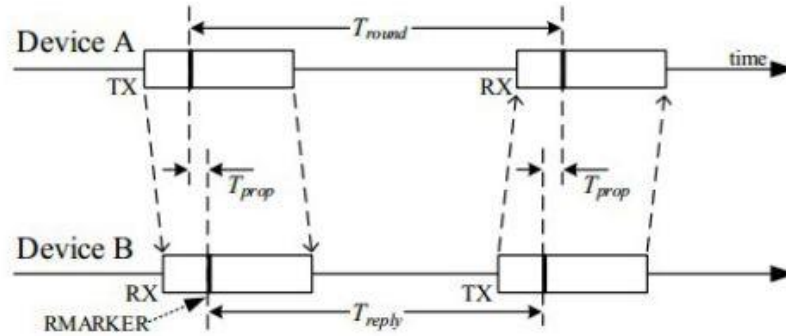 Device A
T_round
time
TX
RX
T_prop
T_prop
Device B
RX
TX
RMARKER
T_reply